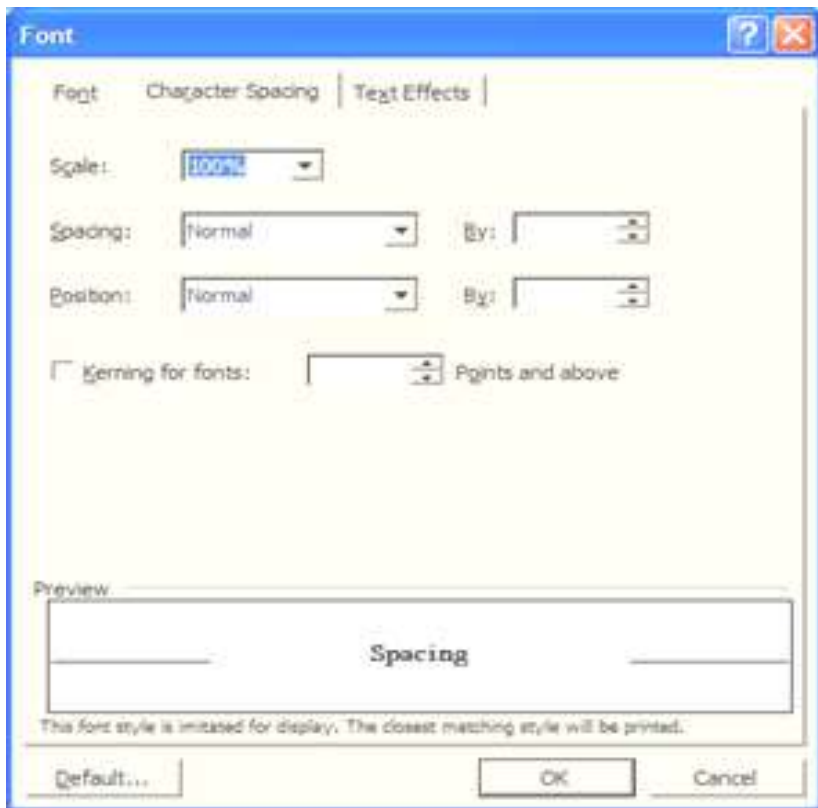 Font
Font Character Spacing Text Effects
Scale: 100%
Spacing: Normal By:
Position: Normal By:
Kerning for fonts: Points and above
Preview
Spacing
This font style is imitated for display. The closest matching style will be printed.
Default... OK Cancel